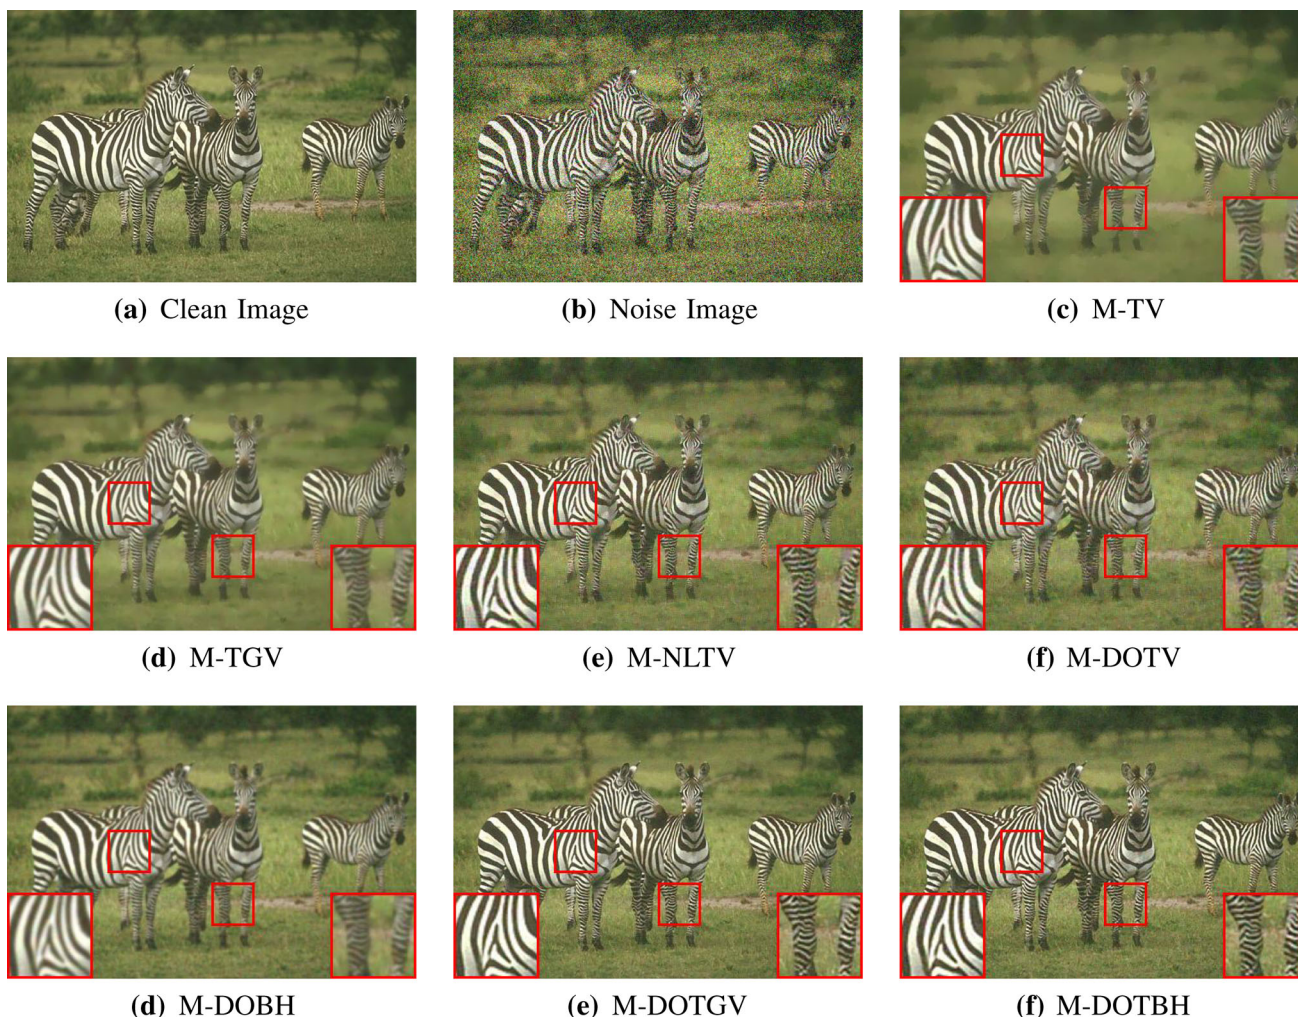 (a) Clean Image
(b) Noise Image
(c) M-TV
(d) M-TGV
(e) M-NLTV
(f) M-DOTV
(d) M-DOBH
(e) M-DOTGV
(f) M-DOTBH